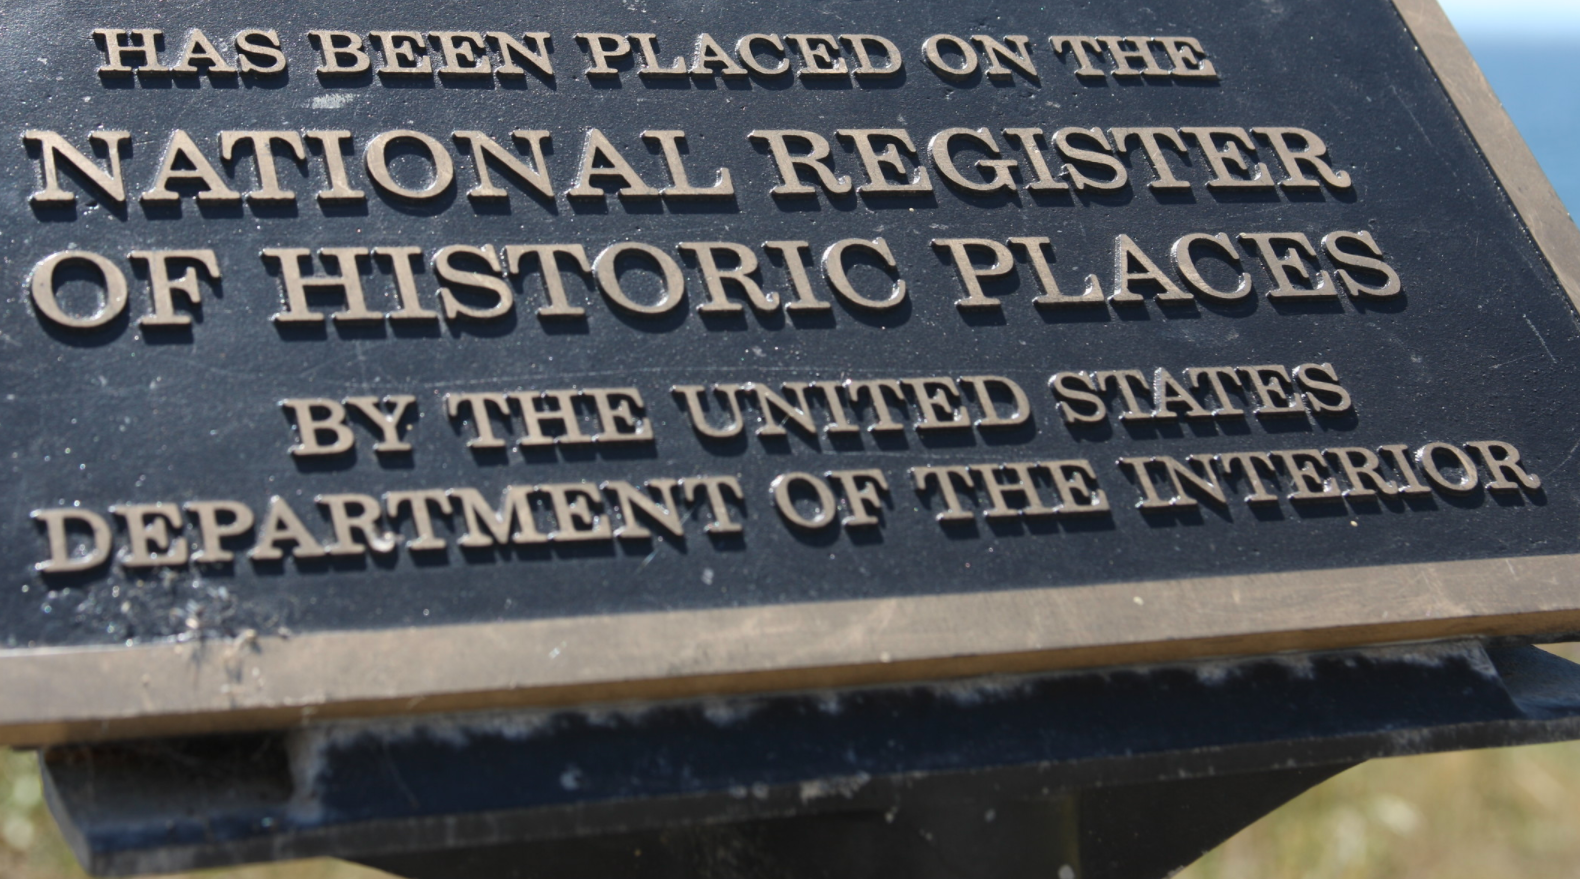 HAS BEEN PLACED ON THE
NATIONAL REGISTER
OF HISTORIC PLACES
BY THE UNITED STATES
DEPARTMENT OF THE INTERIOR